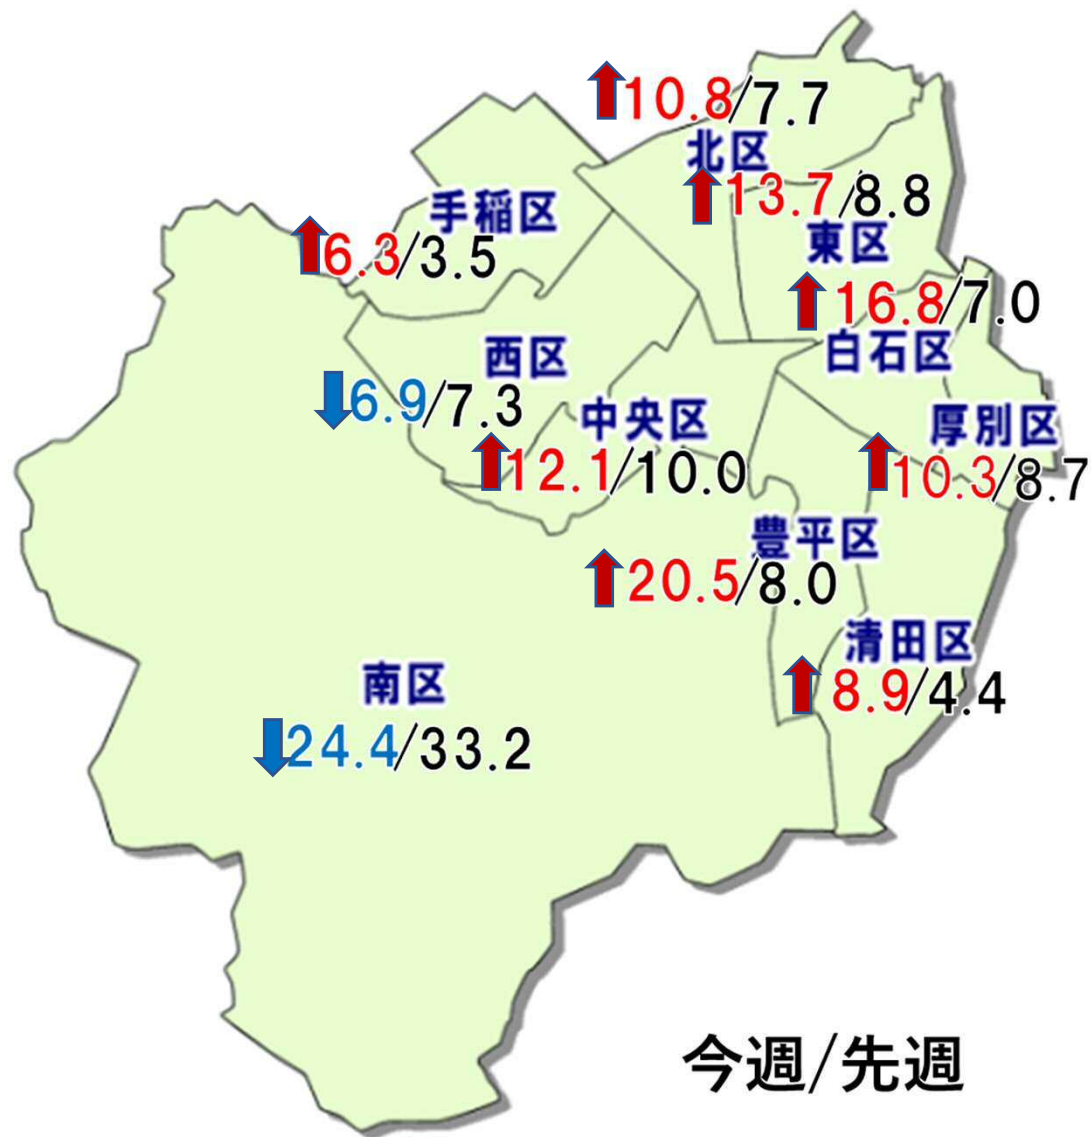 10.8/7.7
北区
13.7/8.8
東区
手稲区
6.3/3.5
16.8/7.0
白石区
西区
6.9/7.3
中央区
12.1/10.0
厚別区
10.3/8.7
豊平区
20.5/8.0
清田区
8.9/4.4
南区
24.4/33.2
今週/先週